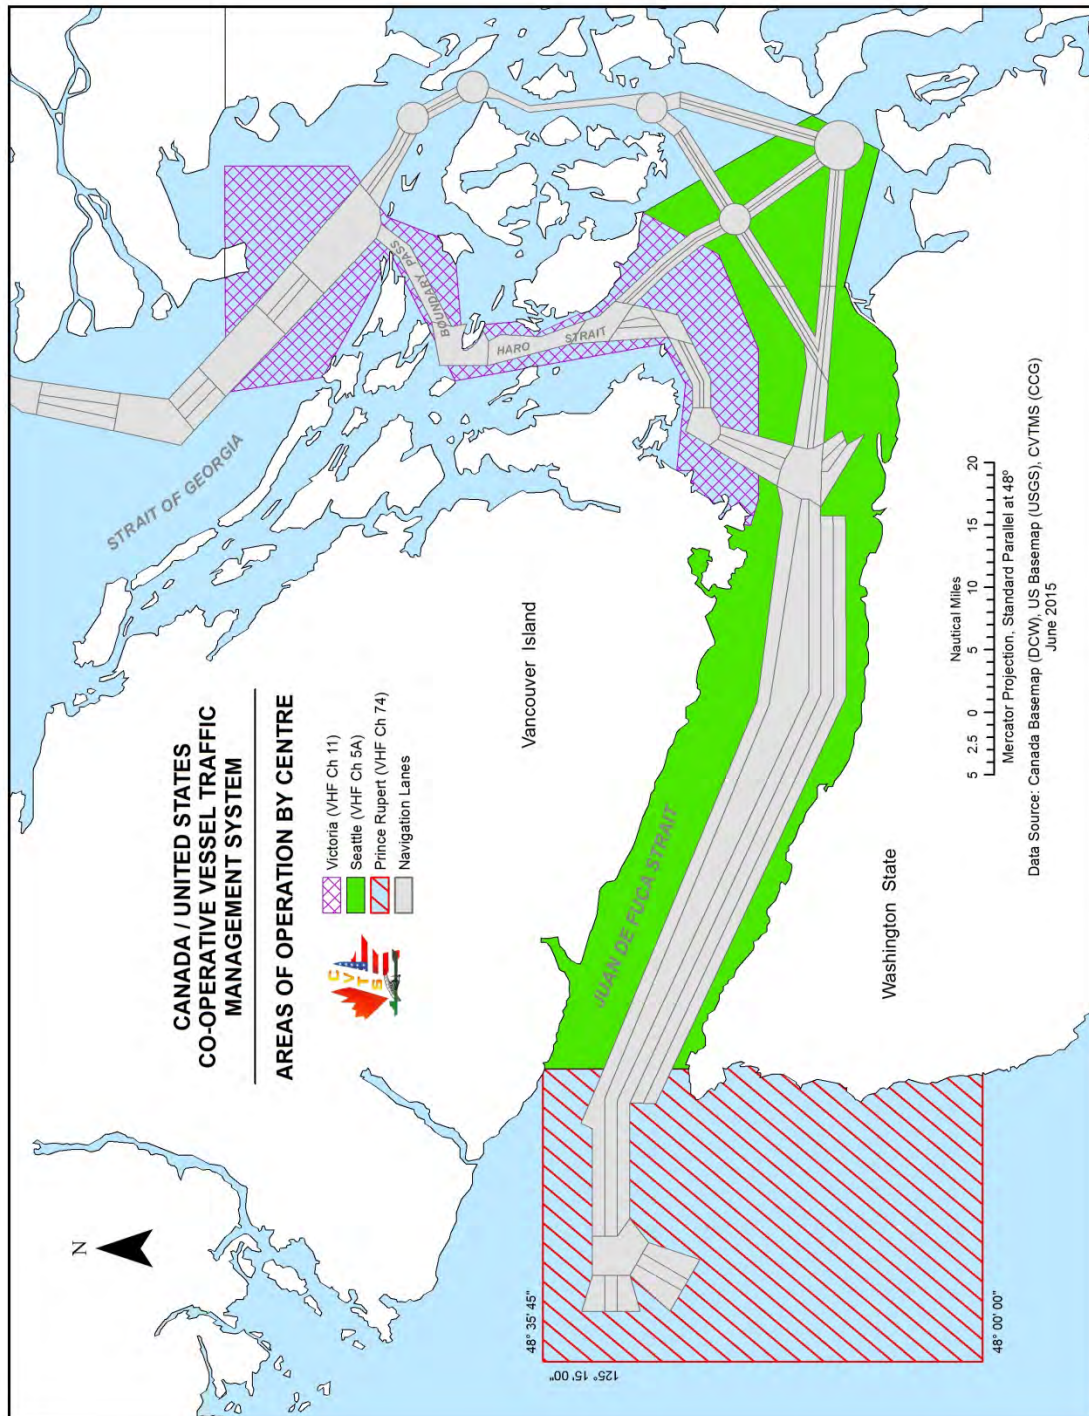 CANADA / UNITED STATES
CO-OPERATIVE VESSEL TRAFFIC
MANAGEMENT SYSTEM
AREAS OF OPERATION BY CENTRE
C
V
T
S
Victoria (VHF Ch 11)
Seattle (VHF Ch 5A)
Prince Rupert (VHF Ch 74)
Navigation Lanes
N
STRAIT OF GEORGIA
BOUNDARY PASS
HARO STRAIT
Vancouver Island
JUAN DE FUCA STRAIT
Washington State
48° 35' 45"
125° 15' 00"
48° 00' 00"
Nautical Miles
5 2.5 0 5 10 15 20
Mercator Projection, Standard Parallel at 48º
Data Source: Canada Basemap (DCW), US Basemap (USGS), CVTMS (CCG)
June 2015